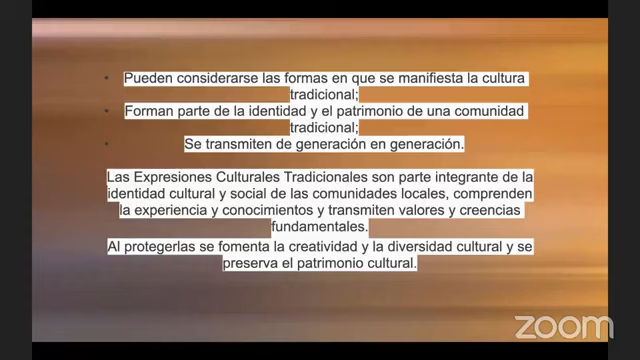 • Pueden considerarse las formas en que se manifiesta la cultura
tradicional;
• Forman parte de la identidad y el patrimonio de una comunidad
tradicional;
• Se transmiten de generación en generación.
Las Expresiones Culturales Tradicionales son parte integrante de la
identidad cultural y social de las comunidades locales, comprenden
la experiencia y conocimientos y transmiten valores y creencias
fundamentales.
Al protegerlas se fomenta la creatividad y la diversidad cultural y se
preserva el patrimonio cultural.
zoom